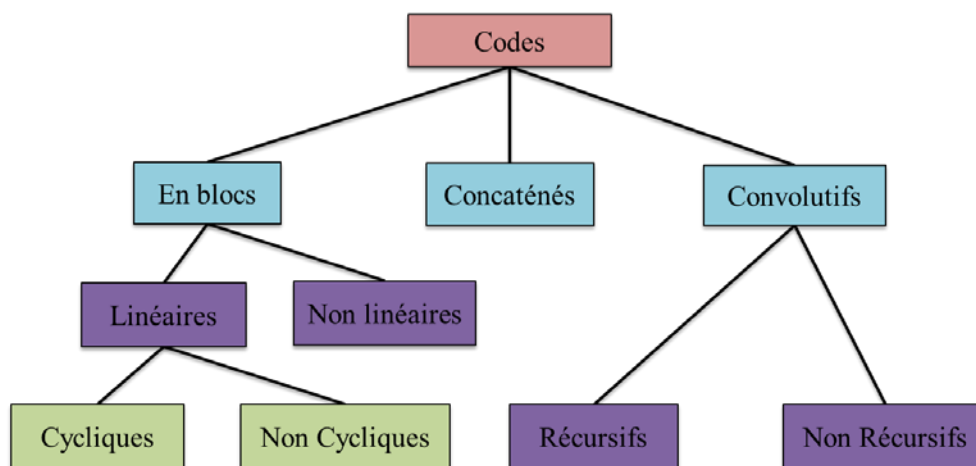 Codes
En blocs
Concaténés
Convolutifs
Linéaires
Non linéaires
Cycliques
Non Cycliques
Récursifs
Non Récursifs